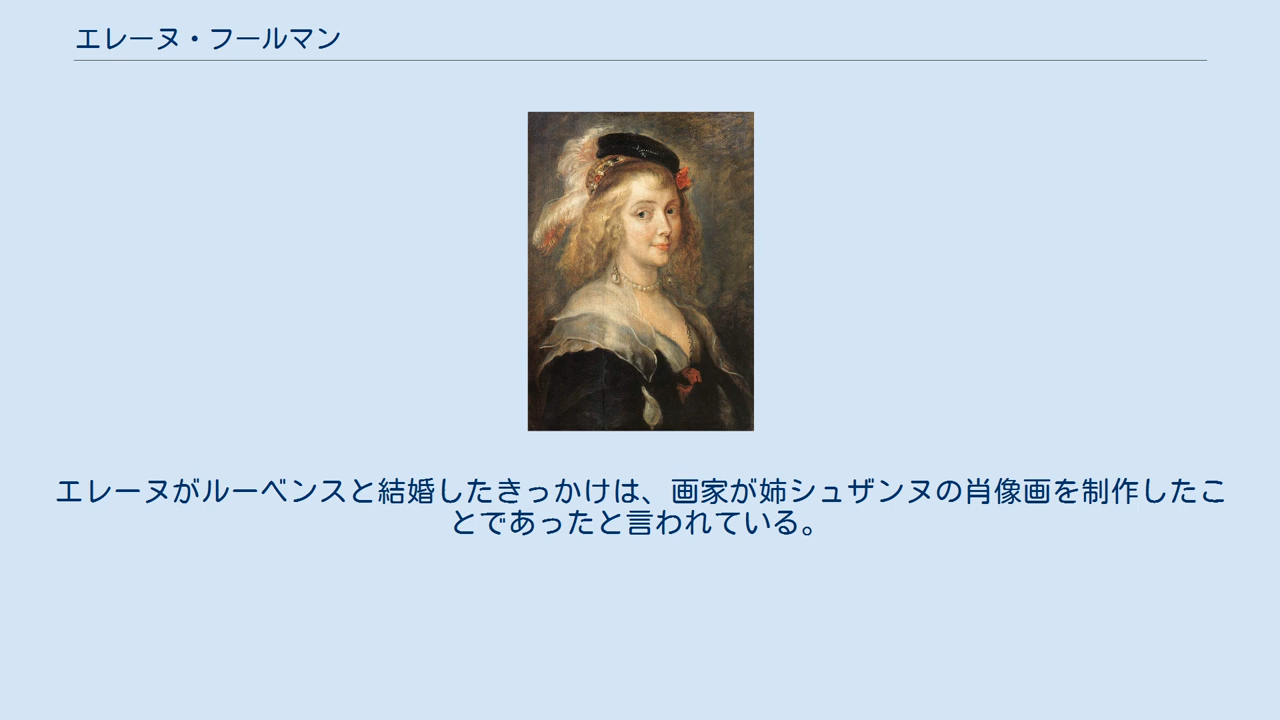 エレーヌ・フールマン
エレーヌがルーベンスと結婚したきっかけは、画家が姉シュザンヌの肖像画を制作したこ
とであったと言われている。